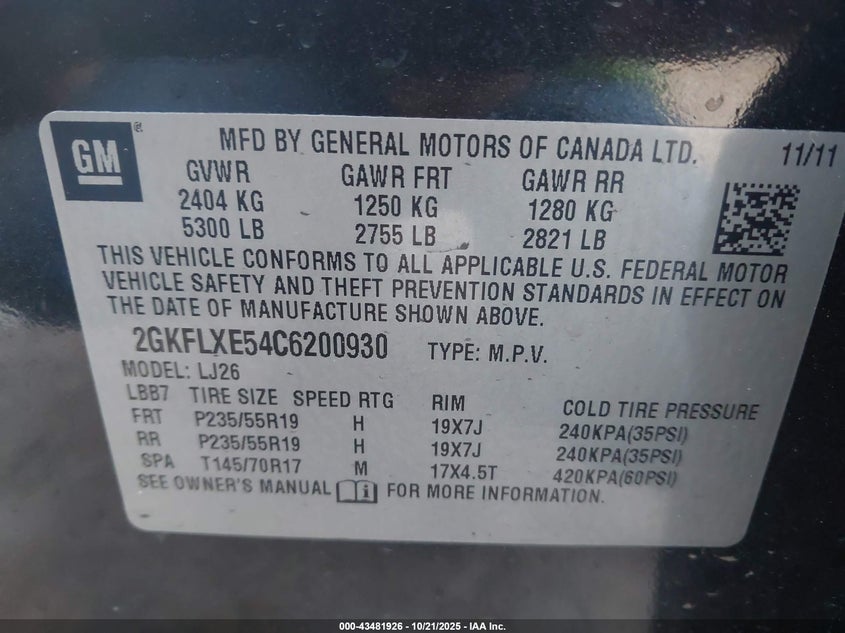 GM ®
MFD BY GENERAL MOTORS OF CANADA LTD. 11/11
GVWR GAWR FRT GAWR RR
2404 KG 1250 KG 1280 KG
5300 LB 2755 LB 2821 LB
THIS VEHICLE CONFORMS TO ALL APPLICABLE U.S. FEDERAL MOTOR
VEHICLE SAFETY AND THEFT PREVENTION STANDARDS IN EFFECT ON
THE DATE OF MANUFACTURE SHOWN ABOVE.
2GKFLXE54C6200930 TYPE: M.P.V.
MODEL: LJ26
LBB7 TIRE SIZE SPEED RTG RIM COLD TIRE PRESSURE
FRT P235/55R19 H 19X7J 240KPA(35PSI)
RR P235/55R19 H 19X7J 240KPA(35PSI)
SPA T145/70R17 M 17X4.5T 420KPA(60PSI)
SEE OWNER'S MANUAL FOR MORE INFORMATION.
000-43481926 - 10/21/2025 - IAA Inc.